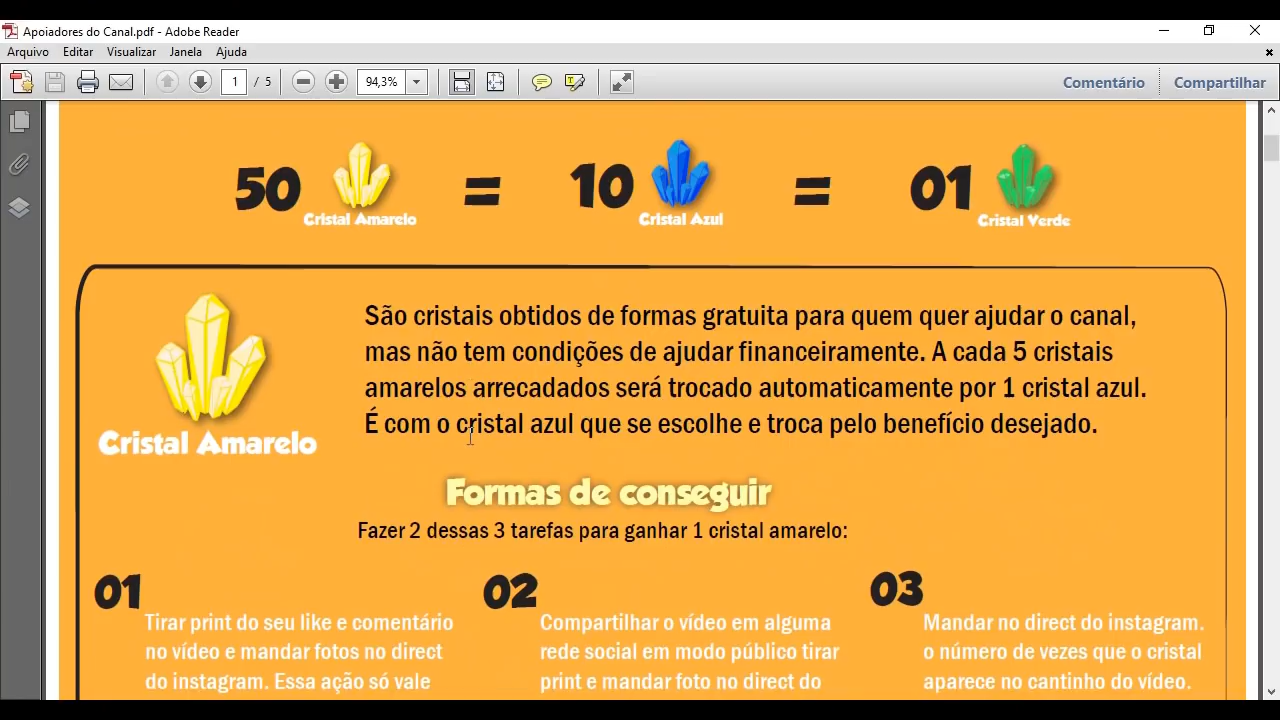 Apoiadores do Canal.pdf - Adobe Reader
Arquivo Editar Visualizar Janela Ajuda
1 / 5 94,3% Comentário Compartilhar
50 Cristal Amarelo = 10 Cristal Azul = 01 Cristal Verde
Cristal Amarelo
São cristais obtidos de formas gratuita para quem quer ajudar o canal,
mas não tem condições de ajudar financeiramente. A cada 5 cristais
amarelos arrecadados será trocado automaticamente por 1 cristal azul.
É com o cristal azul que se escolhe e troca pelo benefício desejado.
Formas de conseguir
Fazer 2 dessas 3 tarefas para ganhar 1 cristal amarelo:
01
Tirar print do seu like e comentário
no vídeo e mandar fotos no direct
do instagram. Essa ação só vale
02
Compartilhar o vídeo em alguma
rede social em modo público tirar
print e mandar foto no direct do
03
Mandar no direct do instagram.
o número de vezes que o cristal
aparece no cantinho do vídeo.